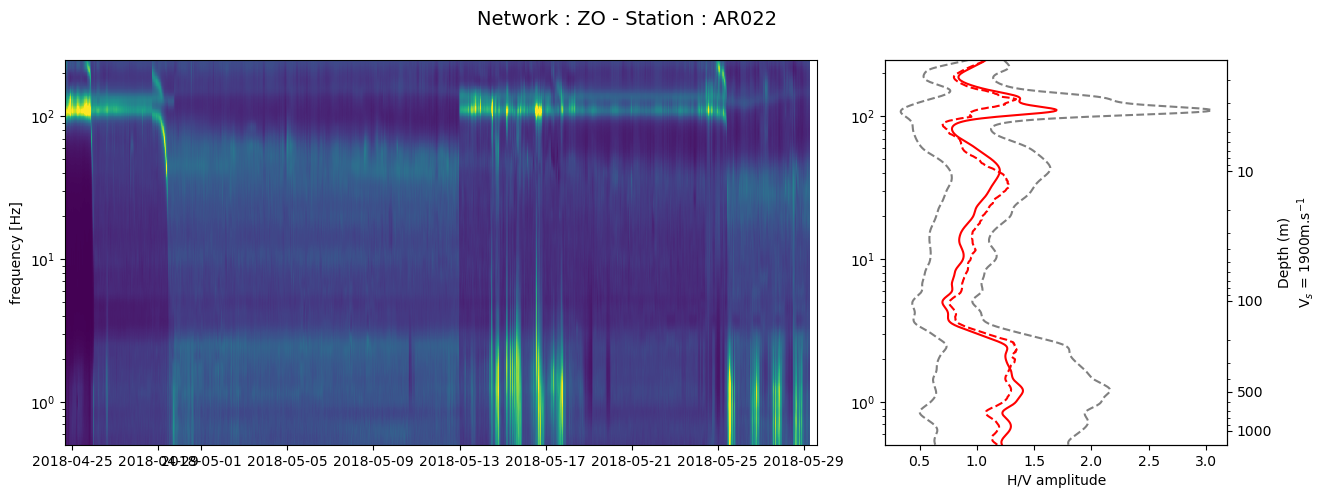 Network : ZO - Station : AR022
frequency [Hz]
10²
10¹
10⁰
2018-04-25 2018-04-29 2018-05-01 2018-05-05 2018-05-09 2018-05-13 2018-05-17 2018-05-21 2018-05-25 2018-05-29
10²
10¹
10⁰
0.5 1.0 1.5 2.0 2.5 3.0
H/V amplitude
10
100
500
1000
Depth (m)
Vₛ = 1900m.s⁻¹